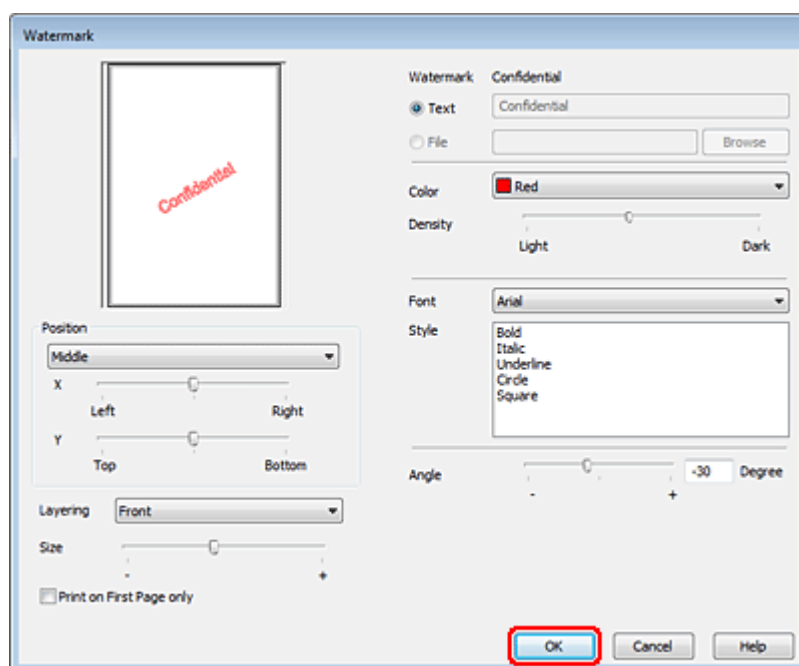 Watermark
Confidential
Position
Middle
X
Left Right
Y
Top Bottom
Layering Front
Size
- +
Print on First Page only
Watermark Confidential
Text Confidential
File Browse
Color Red
Density
Light Dark
Font Arial
Style Bold
Italic
Underline
Circle
Square
Angle -30 Degree
- +
OK Cancel Help